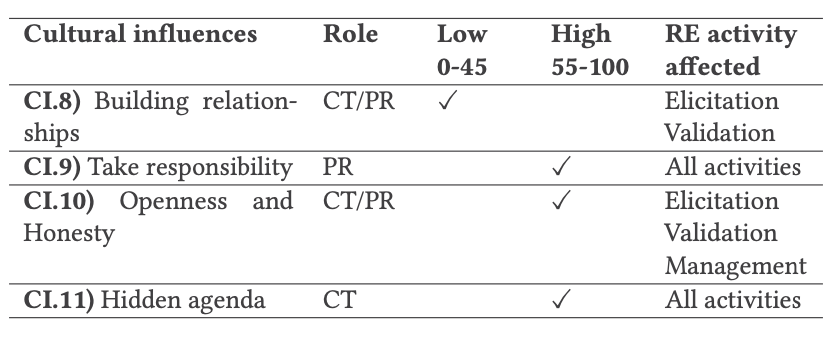 Cultural influences Role Low High RE activity
0-45 55-100 affected
CI.8) Building relation- CT/PR ✓ Elicitation
ships Validation
CI.9) Take responsibility PR ✓ All activities
CI.10) Openness and CT/PR ✓ Elicitation
Honesty Validation
Management
CI.11) Hidden agenda CT ✓ All activities